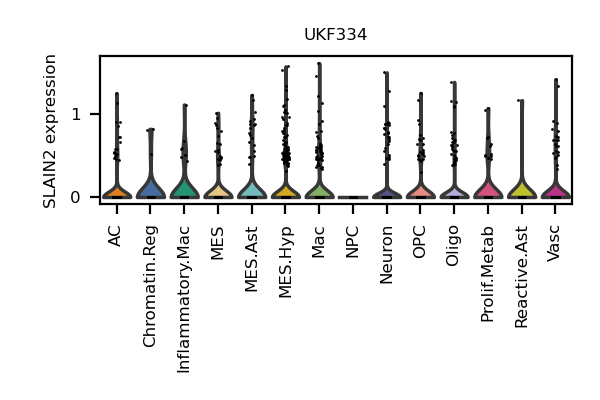 UKF334
SLAIN2 expression
1
0
AC
Chromatin.Reg
Inflammatory.Mac
MES
MES.Ast
MES.Hyp
Mac
NPC
Neuron
OPC
Oligo
Prolif.Metab
Reactive.Ast
Vasc